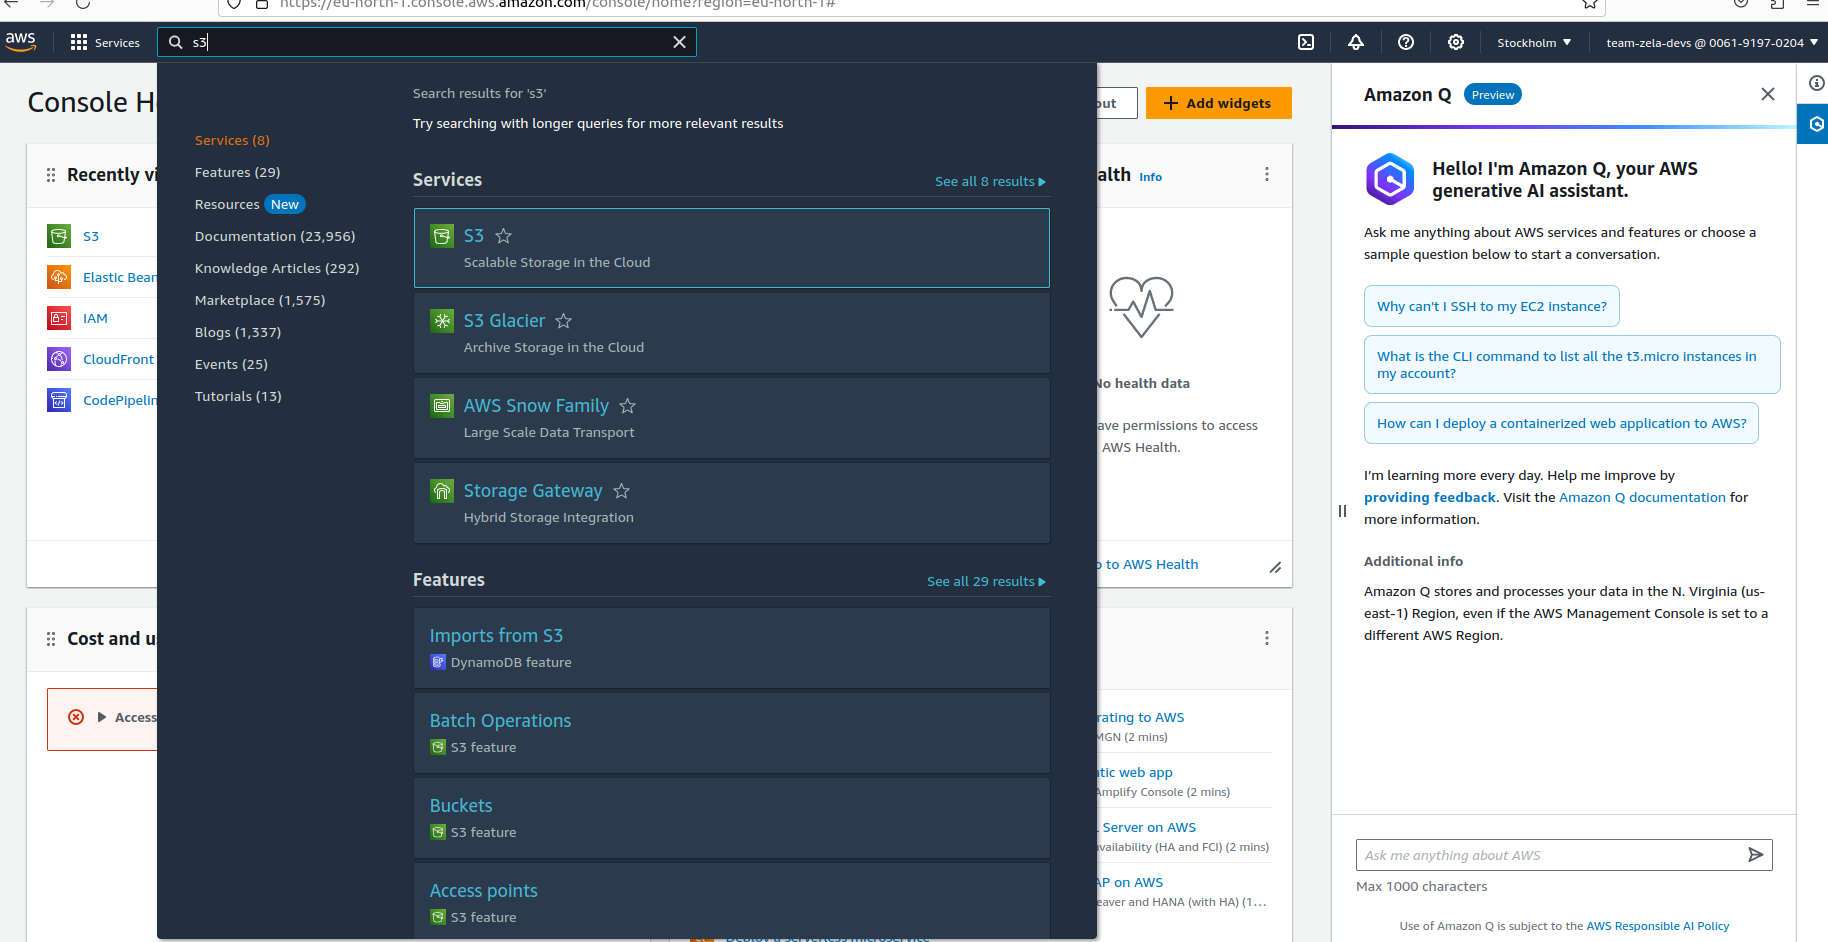 https://eu-north-1.console.aws.amazon.com/console/home?region=eu-north-1#
aws
Services
s3
Stockholm
team-zela-devs @ 0061-9197-0204
Console H
out
Add widgets
Recently vi
S3
Elastic Bean
IAM
CloudFront
CodePipelin
Cost and u
Access
Services (8)
Features (29)
Resources New
Documentation (23,956)
Knowledge Articles (292)
Marketplace (1,575)
Blogs (1,337)
Events (25)
Tutorials (13)
Search results for 's3'
Try searching with longer queries for more relevant results
Services
See all 8 results
S3
Scalable Storage in the Cloud
S3 Glacier
Archive Storage in the Cloud
AWS Snow Family
Large Scale Data Transport
Storage Gateway
Hybrid Storage Integration
Features
See all 29 results
Imports from S3
DynamoDB feature
Batch Operations
S3 feature
Buckets
S3 feature
Access points
S3 feature
Deploy a serverless microservice
alth Info
No health data
ave permissions to access
AWS Health.
o to AWS Health
rating to AWS
MGN (2 mins)
atic web app
Amplify Console (2 mins)
Server on AWS
availability (HA and FCI) (2 mins)
AP on AWS
eaver and HANA (with HA) (1...
Amazon Q Preview
Hello! I'm Amazon Q, your AWS
generative AI assistant.
Ask me anything about AWS services and features or choose a
sample question below to start a conversation.
Why can't I SSH to my EC2 instance?
What is the CLI command to list all the t3.micro instances in
my account?
How can I deploy a containerized web application to AWS?
I'm learning more every day. Help me improve by
providing feedback. Visit the Amazon Q documentation for
more information.
Additional info
Amazon Q stores and processes your data in the N. Virginia (us-
east-1) Region, even if the AWS Management Console is set to a
different AWS Region.
Ask me anything about AWS
Max 1000 characters
Use of Amazon Q is subject to the AWS Responsible AI Policy